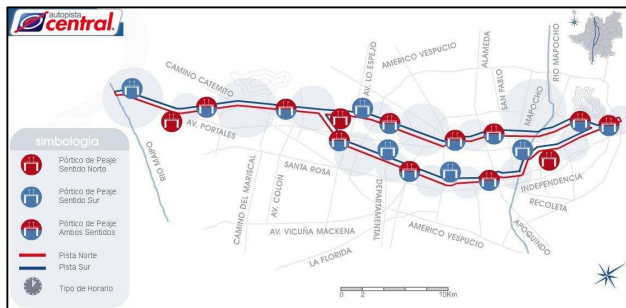 autopista
central.
CAMINO CATEMITO
AV. LO ESPEJO
AMERICO VESPUCIO
ALAMEDA
SAN PABLO
MAPOCHO
RIO MAPOCHO
simbología
Pórtico de Peaje
Sentido Norte
Pórtico de Peaje
Sentido Sur
Pórtico de Peaje
Ambos Sentidos
Pista Norte
Pista Sur
Tipo de Horario
RIO MAIPO
AV. PORTALES
CAMINO DEL MARISCAL
AV. COLON
SANTA ROSA
AV. VICUÑA MACKENA
LA FLORIDA
DEPARTAMENTAL
AMERICO VESPUCIO
APOQUINDO
INDEPENDENCIA
RECOLETA
0 2 10Km